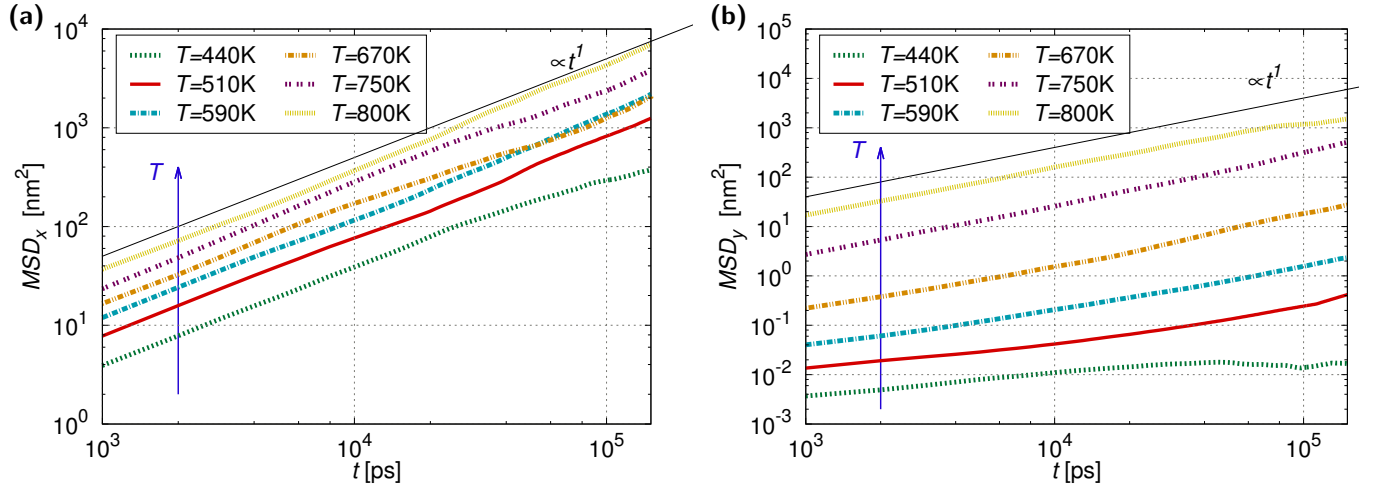 (a)
10^4
10^3
10^2
10^1
10^0
MSD_x [nm^2]
T=440K
T=510K
T=590K
T=670K
T=750K
T=800K
∝t^1
T
10^3
10^4
10^5
t [ps]
(b)
10^5
10^4
10^3
10^2
10^1
10^0
10^-1
10^-2
10^-3
MSD_y [nm^2]
T=440K
T=510K
T=590K
T=670K
T=750K
T=800K
∝t^1
T
10^3
10^4
10^5
t [ps]